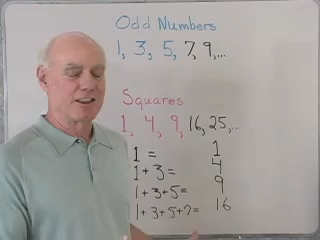 Odd Numbers
1, 3, 5, 7, 9,...
Squares
1, 4, 9, 16, 25,...
1 = 1
1 + 3 = 4
1 + 3 + 5 = 9
1 + 3 + 5 + 7 = 16